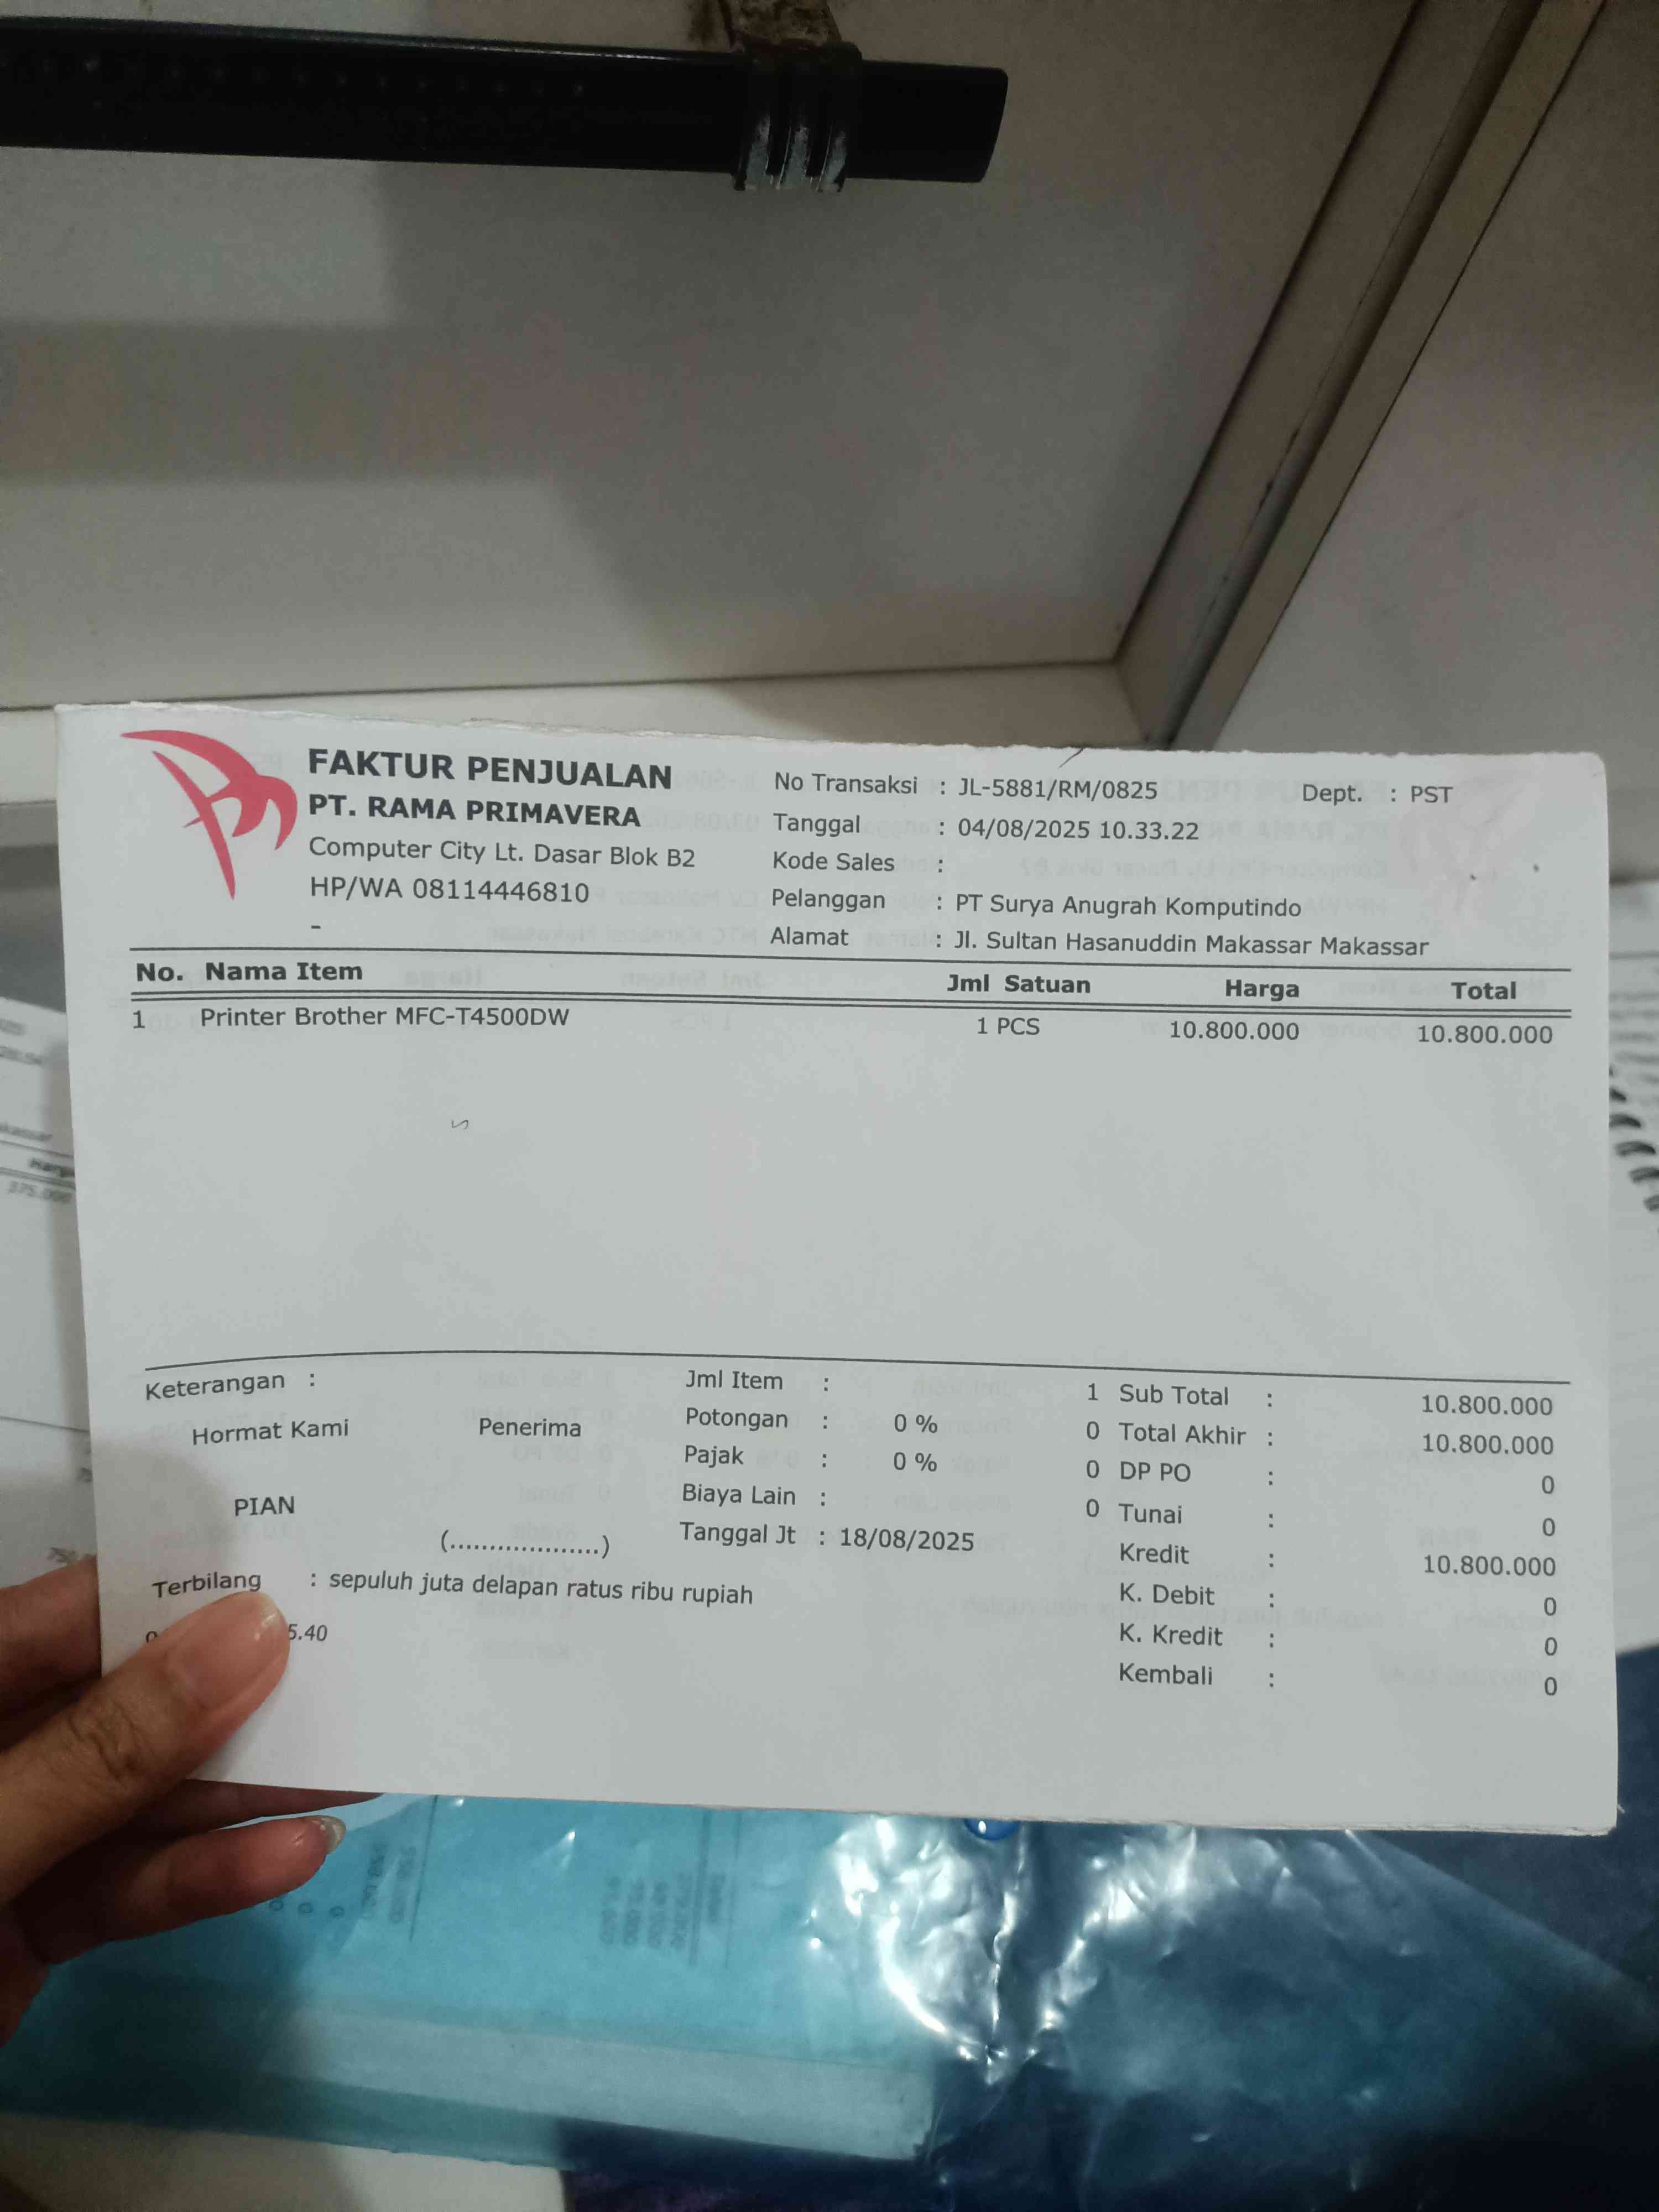 FAKTUR PENJUALAN
PT. RAMA PRIMAVERA
Computer City Lt. Dasar Blok B2
HP/WA 08114446810
-
No Transaksi : JL-5881/RM/0825 Dept. : PST
Tanggal : 04/08/2025 10.33.22
Kode Sales :
Pelanggan : PT Surya Anugrah Komputindo
Alamat : Jl. Sultan Hasanuddin Makassar Makassar
No. Nama Item Jml Satuan Harga Total
1 Printer Brother MFC-T4500DW 1 PCS 10.800.000 10.800.000
Keterangan :
Hormat Kami Penerima
PIAN
(...................)
Jml Item : 1
Potongan : 0 % 0
Pajak : 0 % 0
Biaya Lain : 0
Tanggal Jt : 18/08/2025
Sub Total : 10.800.000
Total Akhir : 10.800.000
DP PO : 0
Tunai : 0
Kredit : 10.800.000
K. Debit : 0
K. Kredit : 0
Kembali : 0
Terbilang : sepuluh juta delapan ratus ribu rupiah
5.40
375.000